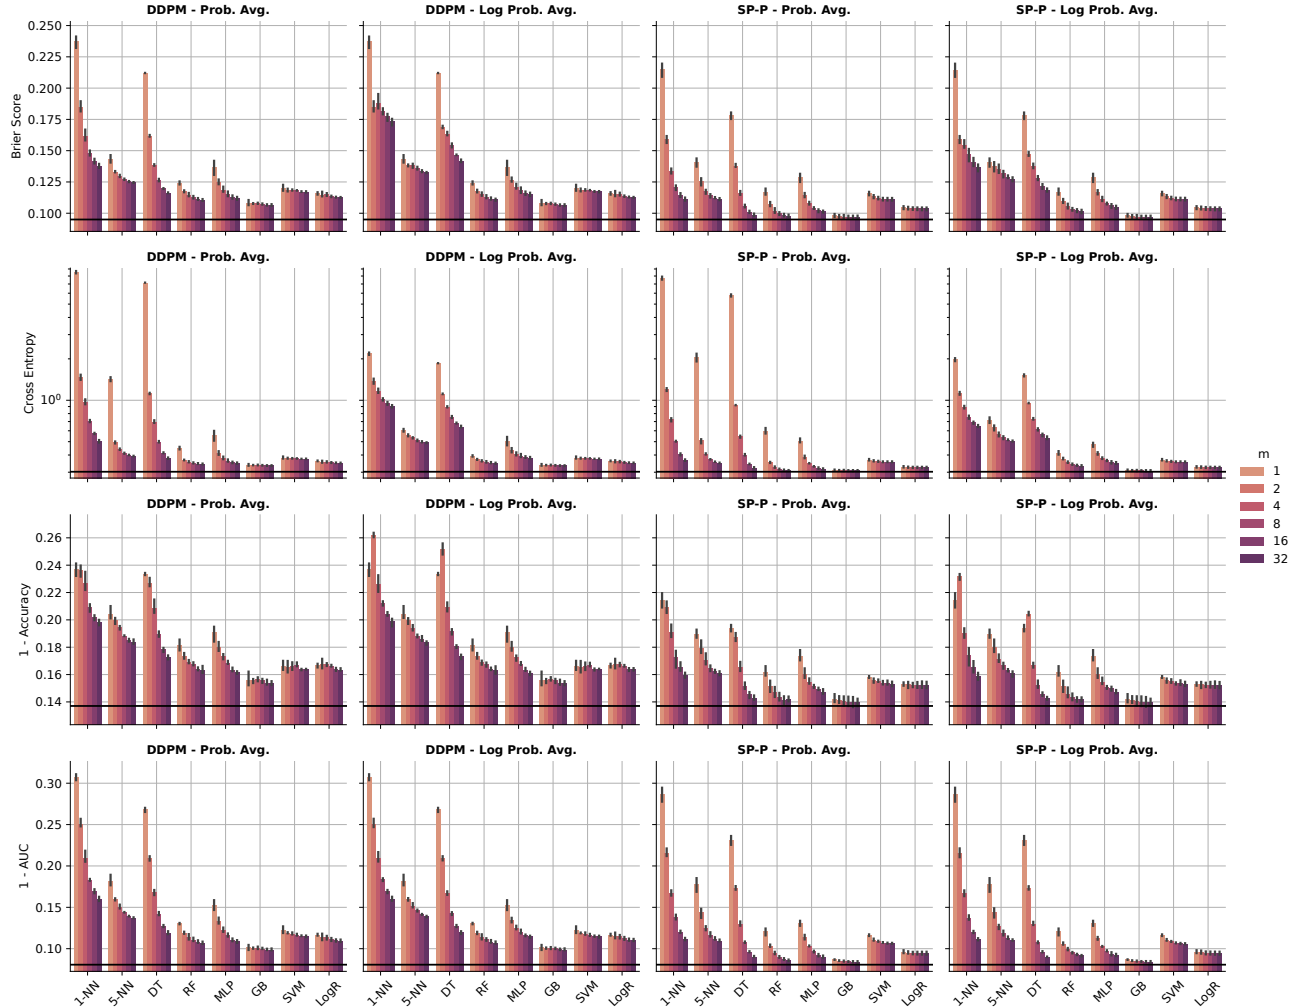 DDPM - Prob. Avg.
DDPM - Log Prob. Avg.
SP-P - Prob. Avg.
SP-P - Log Prob. Avg.
Brier Score
0.250
0.225
0.200
0.175
0.150
0.125
0.100
DDPM - Prob. Avg.
DDPM - Log Prob. Avg.
SP-P - Prob. Avg.
SP-P - Log Prob. Avg.
Cross Entropy
10⁰
DDPM - Prob. Avg.
DDPM - Log Prob. Avg.
SP-P - Prob. Avg.
SP-P - Log Prob. Avg.
1 - Accuracy
0.26
0.24
0.22
0.20
0.18
0.16
0.14
DDPM - Prob. Avg.
DDPM - Log Prob. Avg.
SP-P - Prob. Avg.
SP-P - Log Prob. Avg.
1 - AUC
0.30
0.25
0.20
0.15
0.10
1-NN 5-NN DT RF MLP GB SVM LogR
1-NN 5-NN DT RF MLP GB SVM LogR
1-NN 5-NN DT RF MLP GB SVM LogR
1-NN 5-NN DT RF MLP GB SVM LogR
m
1
2
4
8
16
32